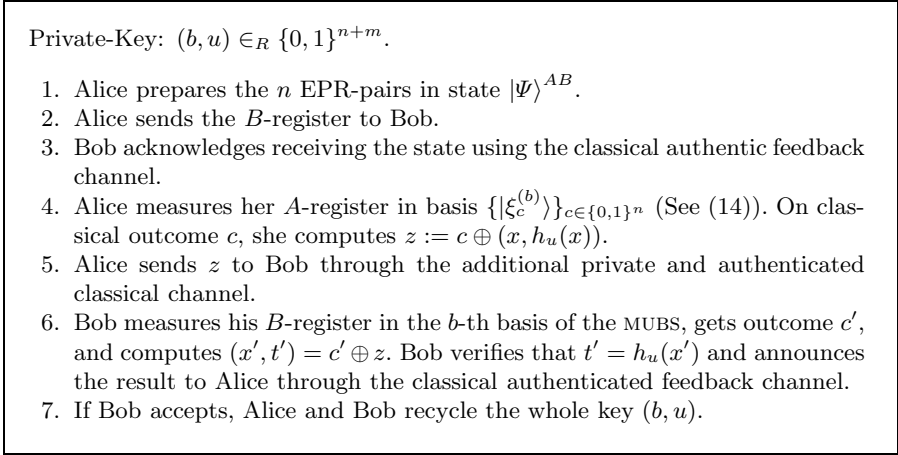 Private-Key: (b, u) ∈_R {0, 1}^{n+m}.
1. Alice prepares the n EPR-pairs in state |Ψ⟩^{AB}.
2. Alice sends the B-register to Bob.
3. Bob acknowledges receiving the state using the classical authentic feedback
channel.
4. Alice measures her A-register in basis {|ξ_c^{(b)}⟩}_{c∈{0,1}^n} (See (14)). On clas-
sical outcome c, she computes z := c ⊕ (x, h_u(x)).
5. Alice sends z to Bob through the additional private and authenticated
classical channel.
6. Bob measures his B-register in the b-th basis of the MUBS, gets outcome c′,
and computes (x′, t′) = c′ ⊕ z. Bob verifies that t′ = h_u(x′) and announces
the result to Alice through the classical authenticated feedback channel.
7. If Bob accepts, Alice and Bob recycle the whole key (b, u).